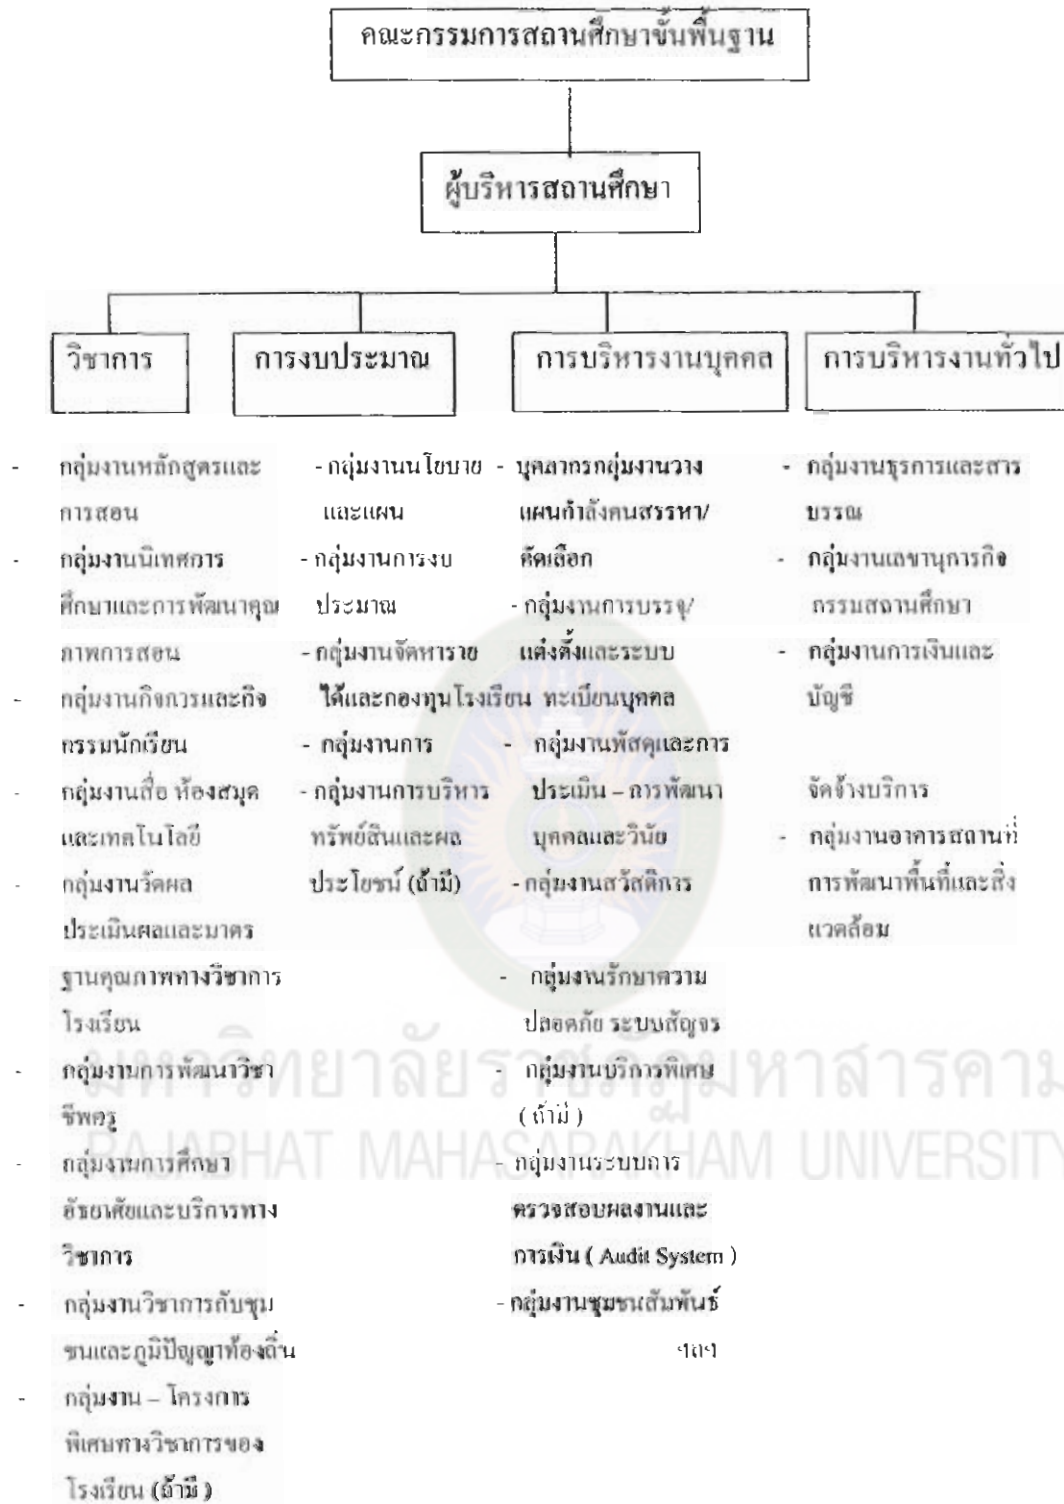 คณะกรรมการสถานศึกษาขั้นพื้นฐาน
ผู้บริหารสถานศึกษา
วิชาการ
การงบประมาณ
การบริหารงานบุคคล
การบริหารงานทั่วไป
- กลุ่มงานหลักสูตรและ
การสอน
- กลุ่มงานนิเทศการ
ศึกษาและการพัฒนาคุณ
ภาพการสอน
- กลุ่มงานกิจการและกิจ
กรรมนักเรียน
- กลุ่มงานสื่อ ห้องสมุด
และเทคโนโลยี
- กลุ่มงานวัดผล
ประเมินผลและมาตร
ฐานคุณภาพทางวิชาการ
โรงเรียน
- กลุ่มงานการพัฒนาวิชา
ชีพครู
- กลุ่มงานการศึกษา
อัธยาศัยและบริการทาง
วิชาการ
- กลุ่มงานวิชาการกับชุม
ชนและภูมิปัญญาท้องถิ่น
- กลุ่มงาน – โครงการ
พิเศษทางวิชาการของ
โรงเรียน (ถ้ามี )
- กลุ่มงานนโยบาย
และแผน
- กลุ่มงานการงบ
ประมาณ
- กลุ่มงานจัดหาราย
ได้และกองทุนโรงเรียน
- กลุ่มงานการ
- กลุ่มงานการบริหาร
ทรัพย์สินและผล
ประโยชน์ (ถ้ามี)
- บุคลากรกลุ่มงานวาง
แผนกำลังคนสรรหา/
คัดเลือก
- กลุ่มงานการบรรจุ/
แต่งตั้งและระบบ
ทะเบียนบุคคล
- กลุ่มงานพัสดุและการ
ประเมิน – การพัฒนา
บุคคลและวินัย
- กลุ่มงานสวัสดิการ
- กลุ่มงานรักษาความ
ปลอดภัย ระบบสัญจร
- กลุ่มงานบริการพิเศษ
( ถ้ามี )
- กลุ่มงานระบบการ
ตรวจสอบผลงานและ
การเงิน ( Audit System )
- กลุ่มงานชุมชนสัมพันธ์
ฯลฯ
- กลุ่มงานธุรการและสาร
บรรณ
- กลุ่มงานเลขานุการกิจ
กรรมสถานศึกษา
- กลุ่มงานการเงินและ
บัญชี
จัดจ้างบริการ
- กลุ่มงานอาคารสถานที่
การพัฒนาพื้นที่และสิ่ง
แวดล้อม
มหาวิทยาลัยราชภัฏมหาสารคาม
RAJABHAT MAHASARAKHAM UNIVERSITY